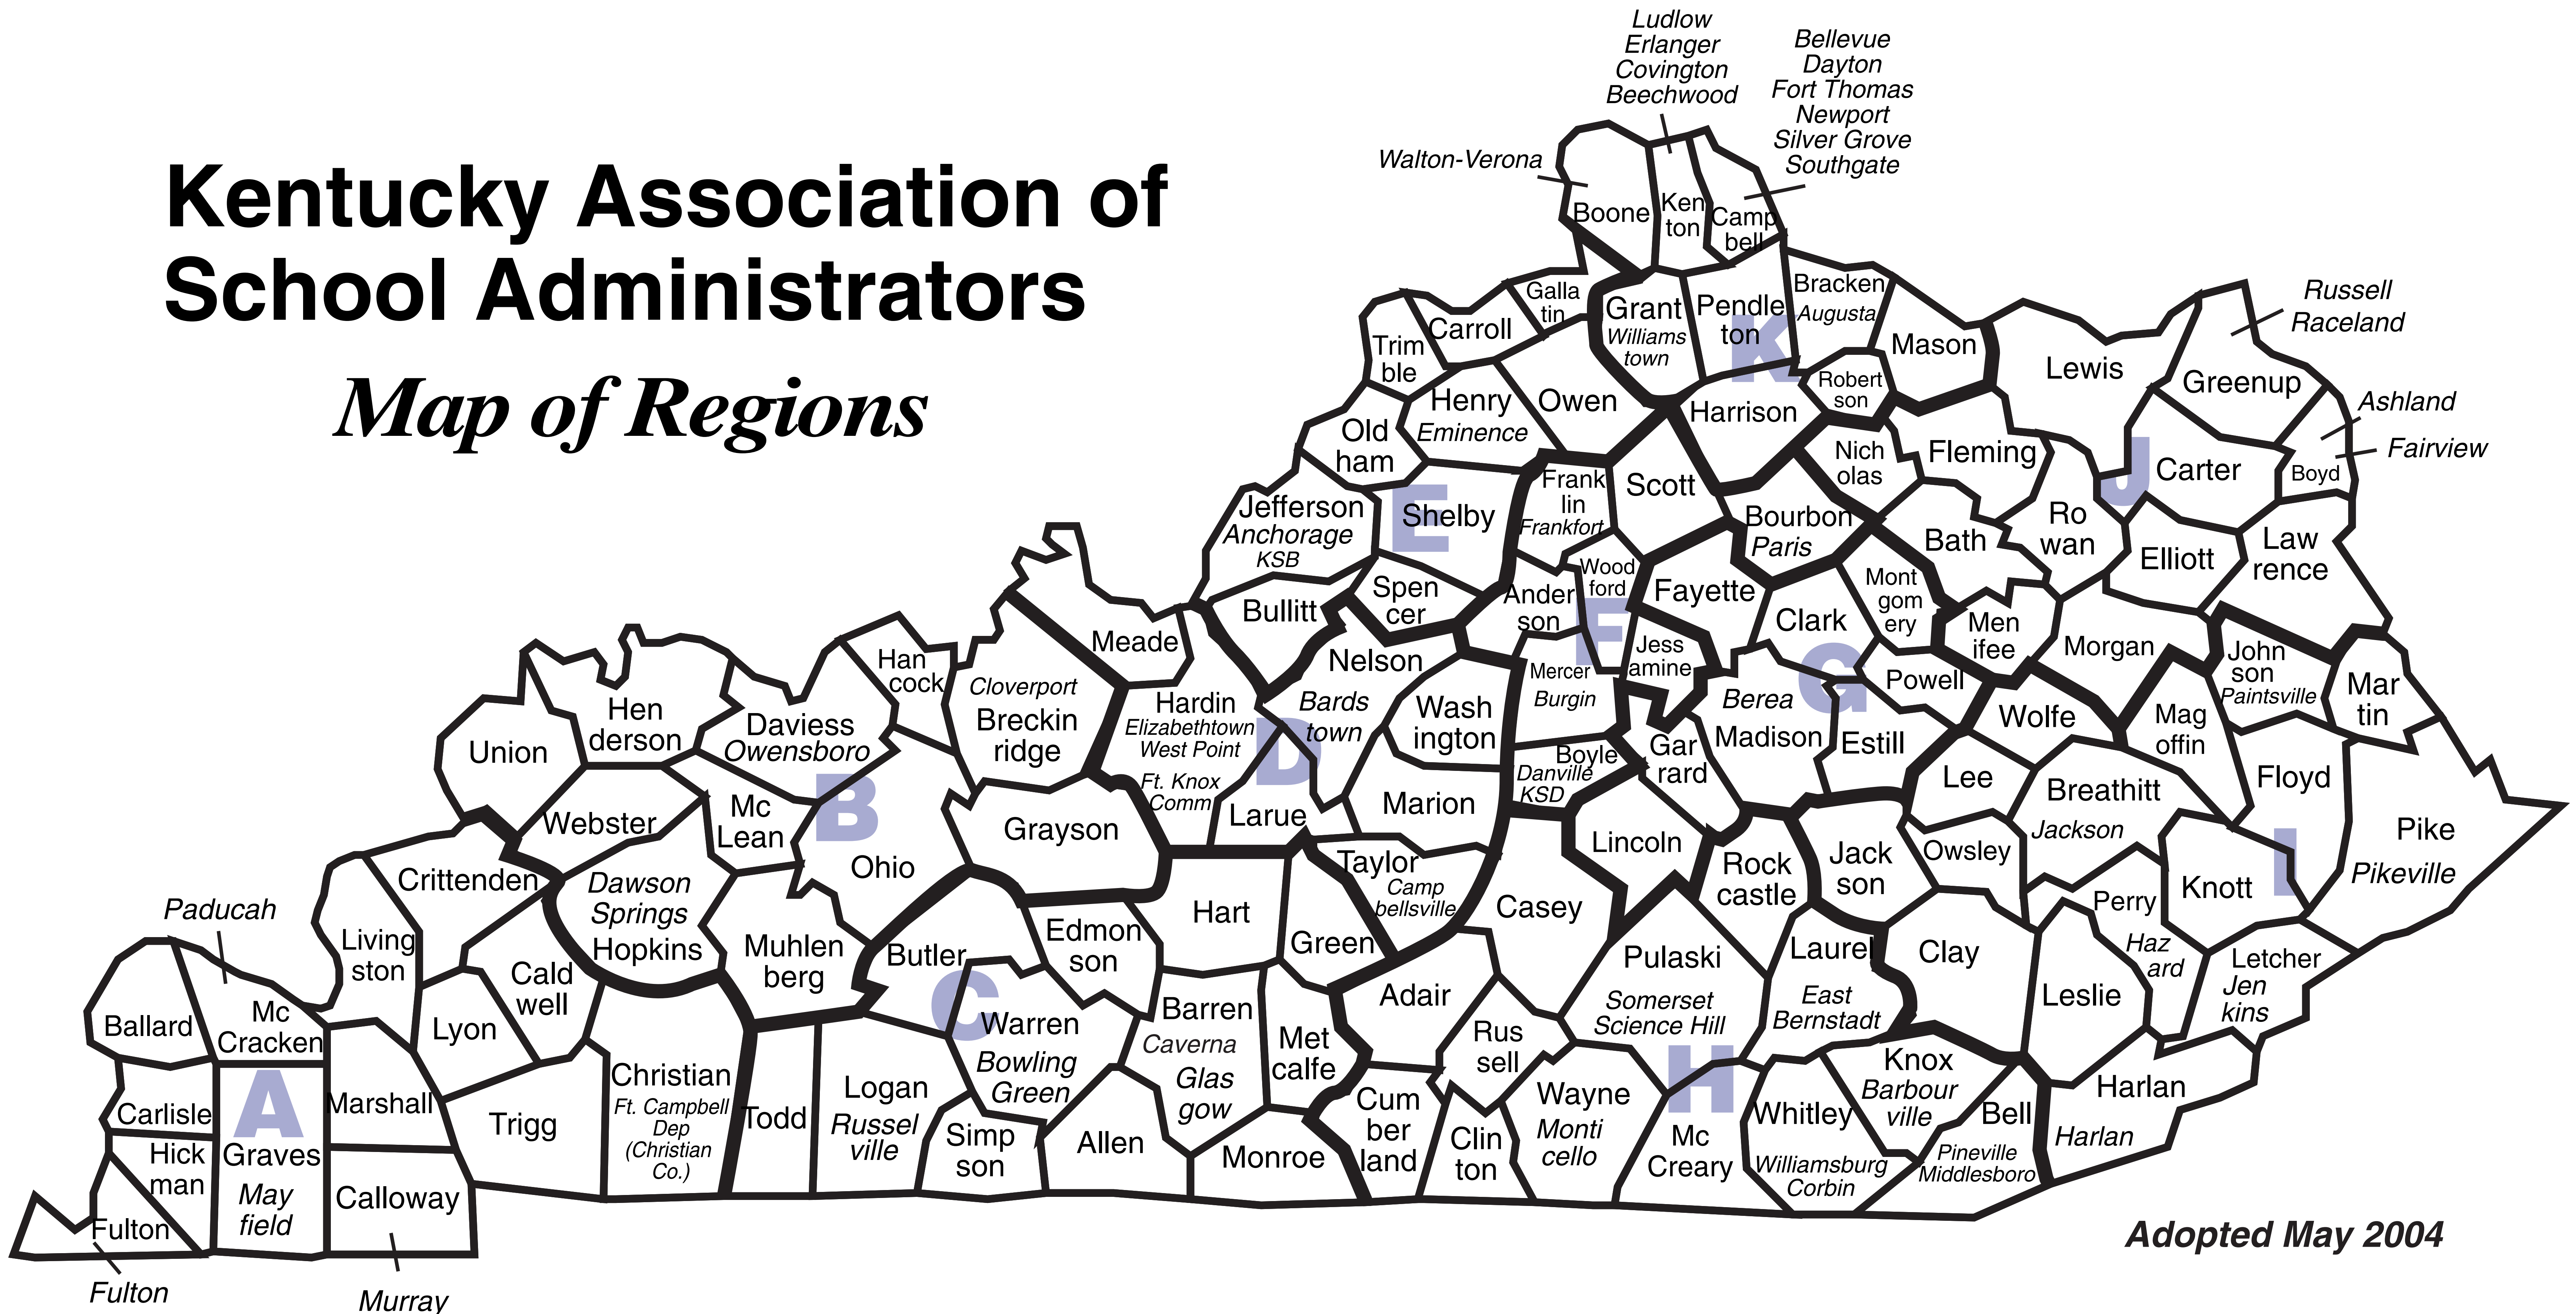 Kentucky Association of
School Administrators
Map of Regions
Ludlow
Erlanger
Covington
Beechwood
Bellevue
Dayton
Fort Thomas
Newport
Silver Grove
Southgate
Walton-Verona
Boone
Ken
ton
Camp
bell
Russell
Raceland
Ashland
Fairview
Galla
tin
Carroll
Trim
ble
Grant
Williams
town
Pendle
ton
K
Bracken
Augusta
Mason
Robert
son
Lewis
Greenup
Henry
Eminence
Owen
Harrison
Old
ham
Nich
olas
Fleming
J
Carter
Boyd
Jefferson
Anchorage
KSB
E
Shelby
Frank
lin
Frankfort
Scott
Bourbon
Paris
Bath
Ro
wan
Elliott
Law
rence
Bullitt
Spen
cer
Ander
son
Wood
ford
F
Fayette
Clark
Mont
gom
ery
Men
ifee
Morgan
John
son
Paintsville
Mar
tin
Meade
Nelson
Bards
town
Jess
amine
Mercer
Burgin
G
Powell
Berea
Madison
Estill
Wolfe
Mag
offin
Han
cock
Cloverport
Breckin
ridge
Hardin
Elizabethtown
West Point
Ft. Knox
Comm
D
Wash
ington
Hen
derson
Daviess
Owensboro
Union
Boyle
Danville
KSD
Gar
rard
Lee
Breathitt
Jackson
Floyd
Pike
Pikeville
Webster
Mc
Lean
B
Ohio
Grayson
Larue
Marion
Lincoln
Rock
castle
Jack
son
Owsley
Knott
I
Crittenden
Dawson
Springs
Hopkins
Taylor
Camp
bellsville
Casey
Perry
Haz
ard
Paducah
Living
ston
Cald
well
Muhlen
berg
Butler
Edmon
son
Hart
Green
Pulaski
Somerset
Science Hill
Laurel
East
Bernstadt
Clay
Leslie
Letcher
Jen
kins
Ballard
Mc
Cracken
Lyon
C
Warren
Bowling
Green
Barren
Caverna
Glas
gow
Met
calfe
Adair
Rus
sell
Carlisle
A
Graves
May
field
Marshall
Trigg
Christian
Ft. Campbell
Dep
(Christian
Co.)
Todd
Logan
Russel
ville
Simp
son
Allen
Monroe
Cum
ber
land
Clin
ton
Wayne
Monti
cello
H
Mc
Creary
Whitley
Williamsburg
Corbin
Knox
Barbour
ville
Bell
Pineville
Middlesboro
Harlan
Harlan
Hick
man
Fulton
Calloway
Fulton
Murray
Adopted May 2004